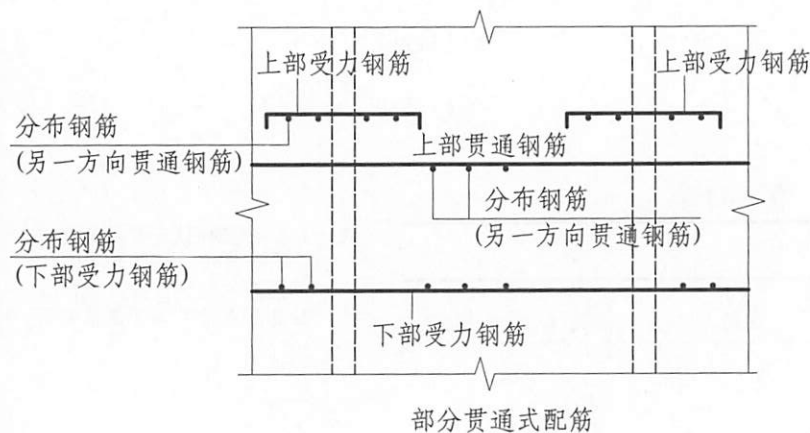 上部受力钢筋
上部受力钢筋
分布钢筋
(另一方向贯通钢筋)
上部贯通钢筋
分布钢筋
(另一方向贯通钢筋)
分布钢筋
(下部受力钢筋)
下部受力钢筋
部分贯通式配筋